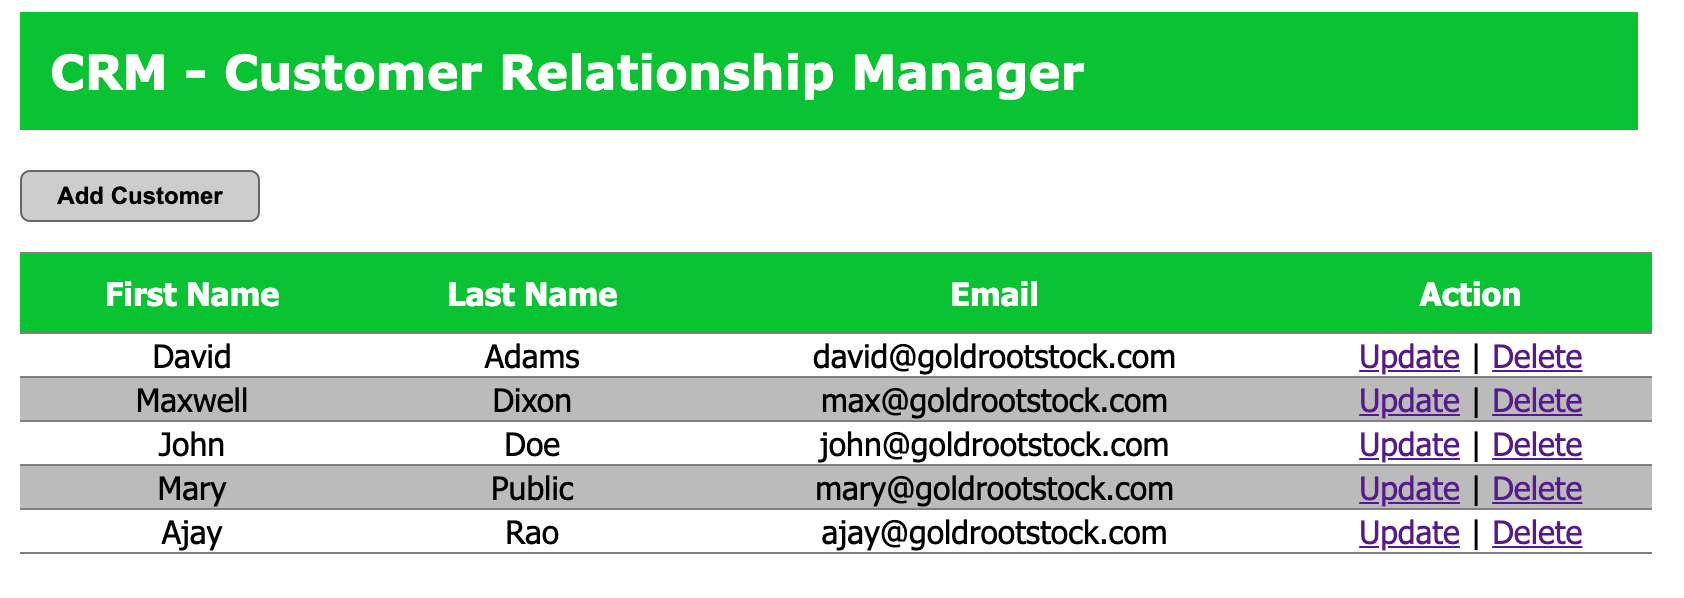 CRM - Customer Relationship Manager
Add Customer
First Name Last Name Email Action
David Adams david@goldrootstock.com Update | Delete
Maxwell Dixon max@goldrootstock.com Update | Delete
John Doe john@goldrootstock.com Update | Delete
Mary Public mary@goldrootstock.com Update | Delete
Ajay Rao ajay@goldrootstock.com Update | Delete